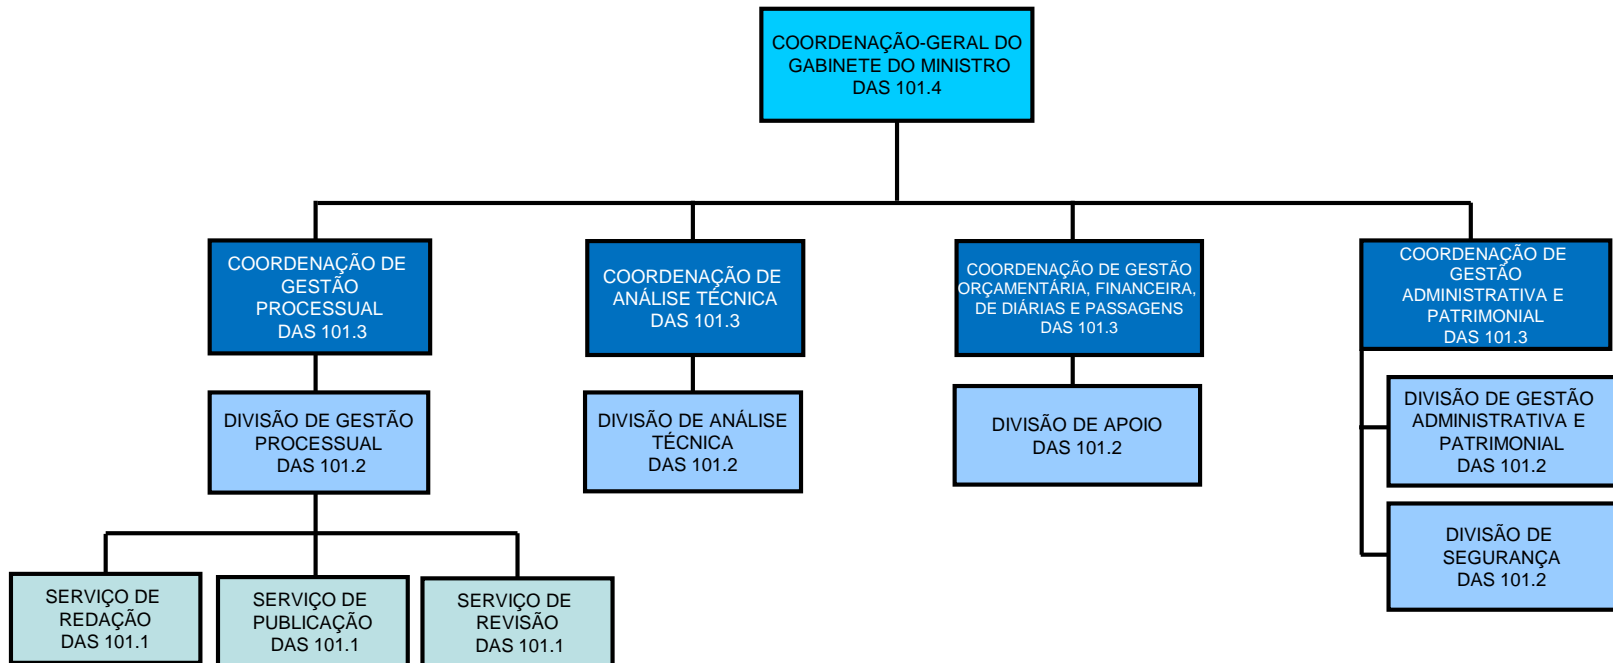 COORDENAÇÃO-GERAL DO
GABINETE DO MINISTRO
DAS 101.4
COORDENAÇÃO DE
GESTÃO
PROCESSUAL
DAS 101.3
COORDENAÇÃO DE
ANÁLISE TÉCNICA
DAS 101.3
COORDENAÇÃO DE GESTÃO
ORÇAMENTÁRIA, FINANCEIRA,
DE DIÁRIAS E PASSAGENS
DAS 101.3
COORDENAÇÃO DE
GESTÃO
ADMINISTRATIVA E
PATRIMONIAL
DAS 101.3
DIVISÃO DE GESTÃO
PROCESSUAL
DAS 101.2
DIVISÃO DE ANÁLISE
TÉCNICA
DAS 101.2
DIVISÃO DE APOIO
DAS 101.2
DIVISÃO DE GESTÃO
ADMINISTRATIVA E
PATRIMONIAL
DAS 101.2
DIVISÃO DE
SEGURANÇA
DAS 101.2
SERVIÇO DE
REDAÇÃO
DAS 101.1
SERVIÇO DE
PUBLICAÇÃO
DAS 101.1
SERVIÇO DE
REVISÃO
DAS 101.1